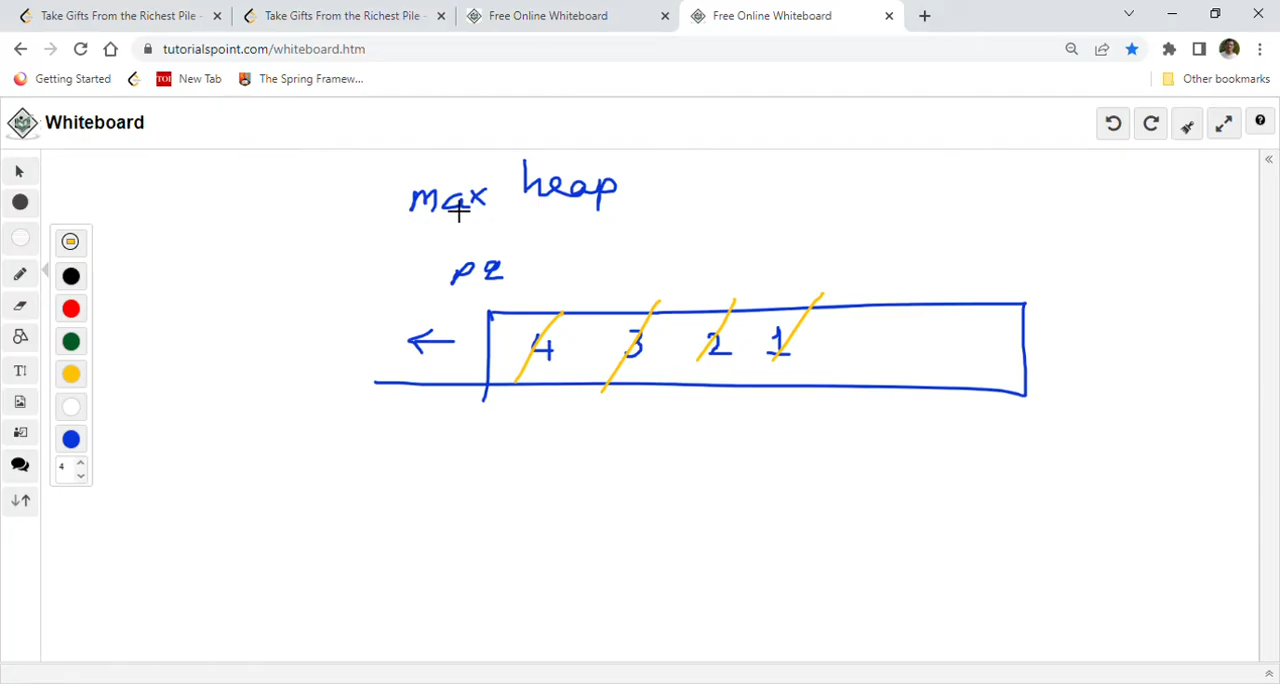 Take Gifts From the Richest Pile - Take Gifts From the Richest Pile - Free Online Whiteboard Free Online Whiteboard
tutorialspoint.com/whiteboard.htm
Getting Started TOI New Tab The Spring Framew... Other bookmarks
Whiteboard
max heap
pq
← 4 3 2 1
T
4